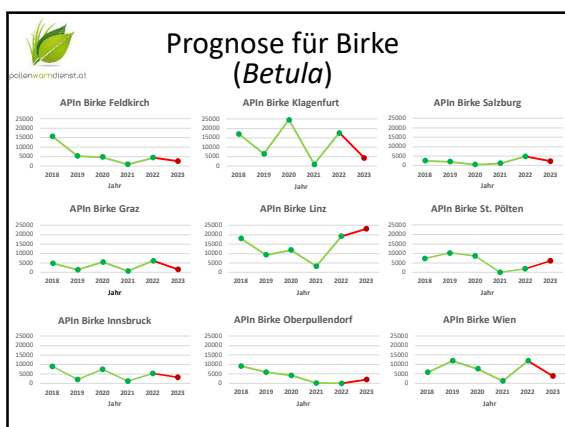 pollenwarndienst.at
Prognose für Birke
(Betula)
APIn Birke Feldkirch
25000
20000
15000
10000
5000
0
2018 2019 2020 2021 2022 2023
Jahr
APIn Birke Klagenfurt
25000
20000
15000
10000
5000
0
2018 2019 2020 2021 2022 2023
Jahr
APIn Birke Salzburg
25000
20000
15000
10000
5000
0
2018 2019 2020 2021 2022 2023
Jahr
APIn Birke Graz
25000
20000
15000
10000
5000
0
2018 2019 2020 2021 2022 2023
Jahr
APIn Birke Linz
25000
20000
15000
10000
5000
0
2018 2019 2020 2021 2022 2023
Jahr
APIn Birke St. Pölten
25000
20000
15000
10000
5000
0
2018 2019 2020 2021 2022 2023
Jahr
APIn Birke Innsbruck
25000
20000
15000
10000
5000
0
2018 2019 2020 2021 2022 2023
Jahr
APIn Birke Oberpullendorf
25000
20000
15000
10000
5000
0
2018 2019 2020 2021 2022 2023
Jahr
APIn Birke Wien
25000
20000
15000
10000
5000
0
2018 2019 2020 2021 2022 2023
Jahr